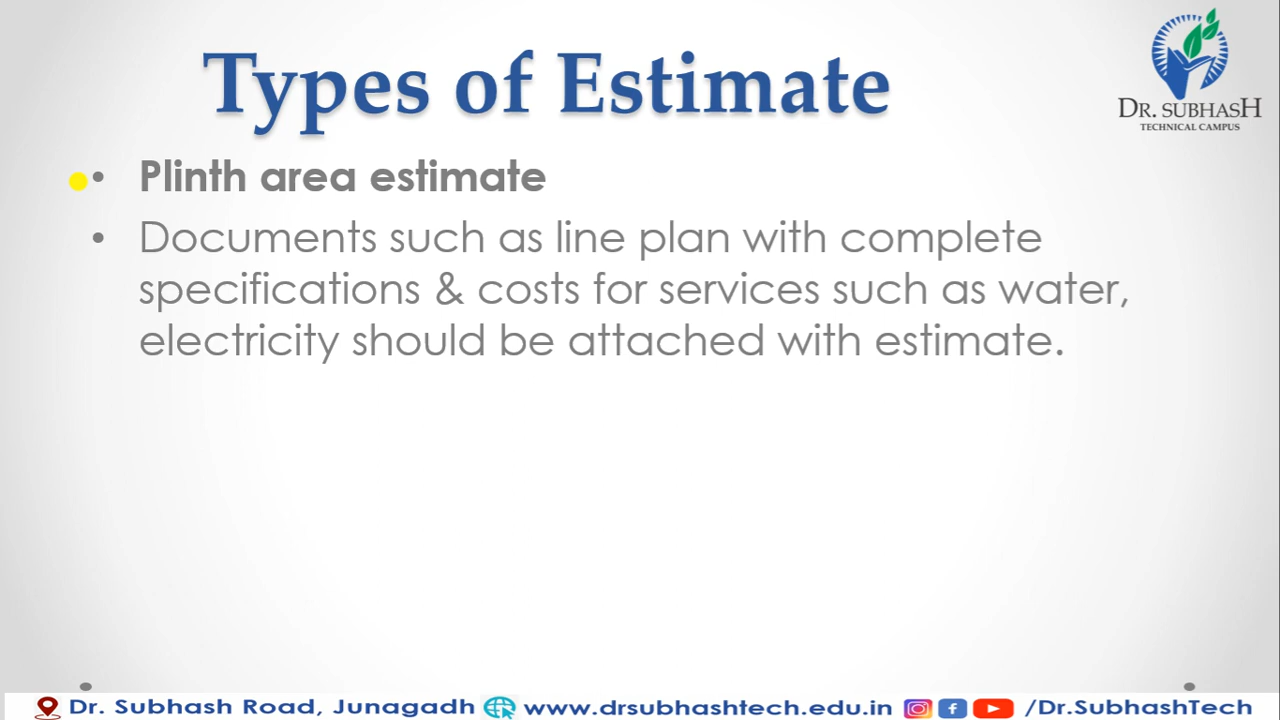 Types of Estimate
DR. SUBHASH
TECHNICAL CAMPUS
• Plinth area estimate
• Documents such as line plan with complete
specifications & costs for services such as water,
electricity should be attached with estimate.
Dr. Subhash Road, Junagadh www.drsubhashtech.edu.in /Dr.SubhashTech